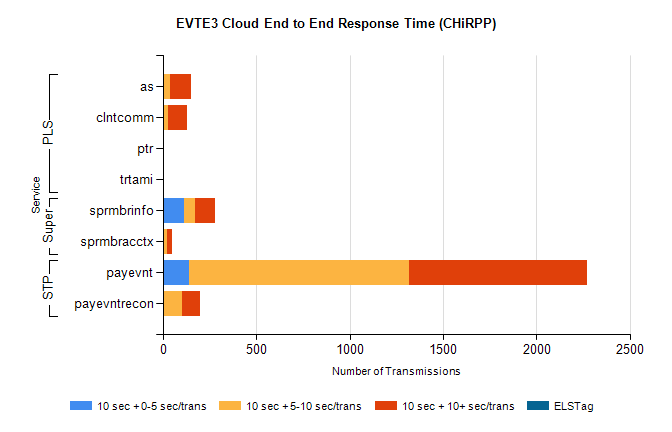 EVTE3 Cloud End to End Response Time (CHiRPP)
Service
PLS
as
clntcomm
ptr
trtami
Super
sprmbrinfo
sprmbracctx
STP
payevnt
payevntrecon
0 500 1000 1500 2000 2500
Number of Transmissions
10 sec +0-5 sec/trans 10 sec +5-10 sec/trans 10 sec + 10+ sec/trans ELSTag